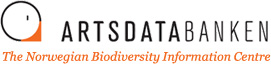 ARTSDATABANKEN
The Norwegian Biodiversity Information Centre